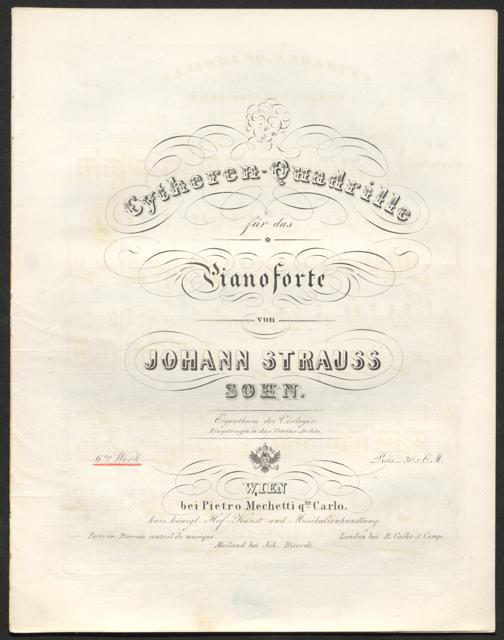 Cytheren-Quadrille
für das
Pianoforte
von
JOHANN STRAUSS
SOHN.
Eigenthum der Verleger.
Eingetragen in das Vereins-Archiv.
6tes Werk. Preis 30 x C.M.
WIEN
bei Pietro Mechetti qm Carlo.
kais. königl. Hof-Kunst- und Musikalienhandlung.
Paris im Bureau central de musique. London bei R. Cocks & Comp.
Mailand bei Joh. Ricordi.